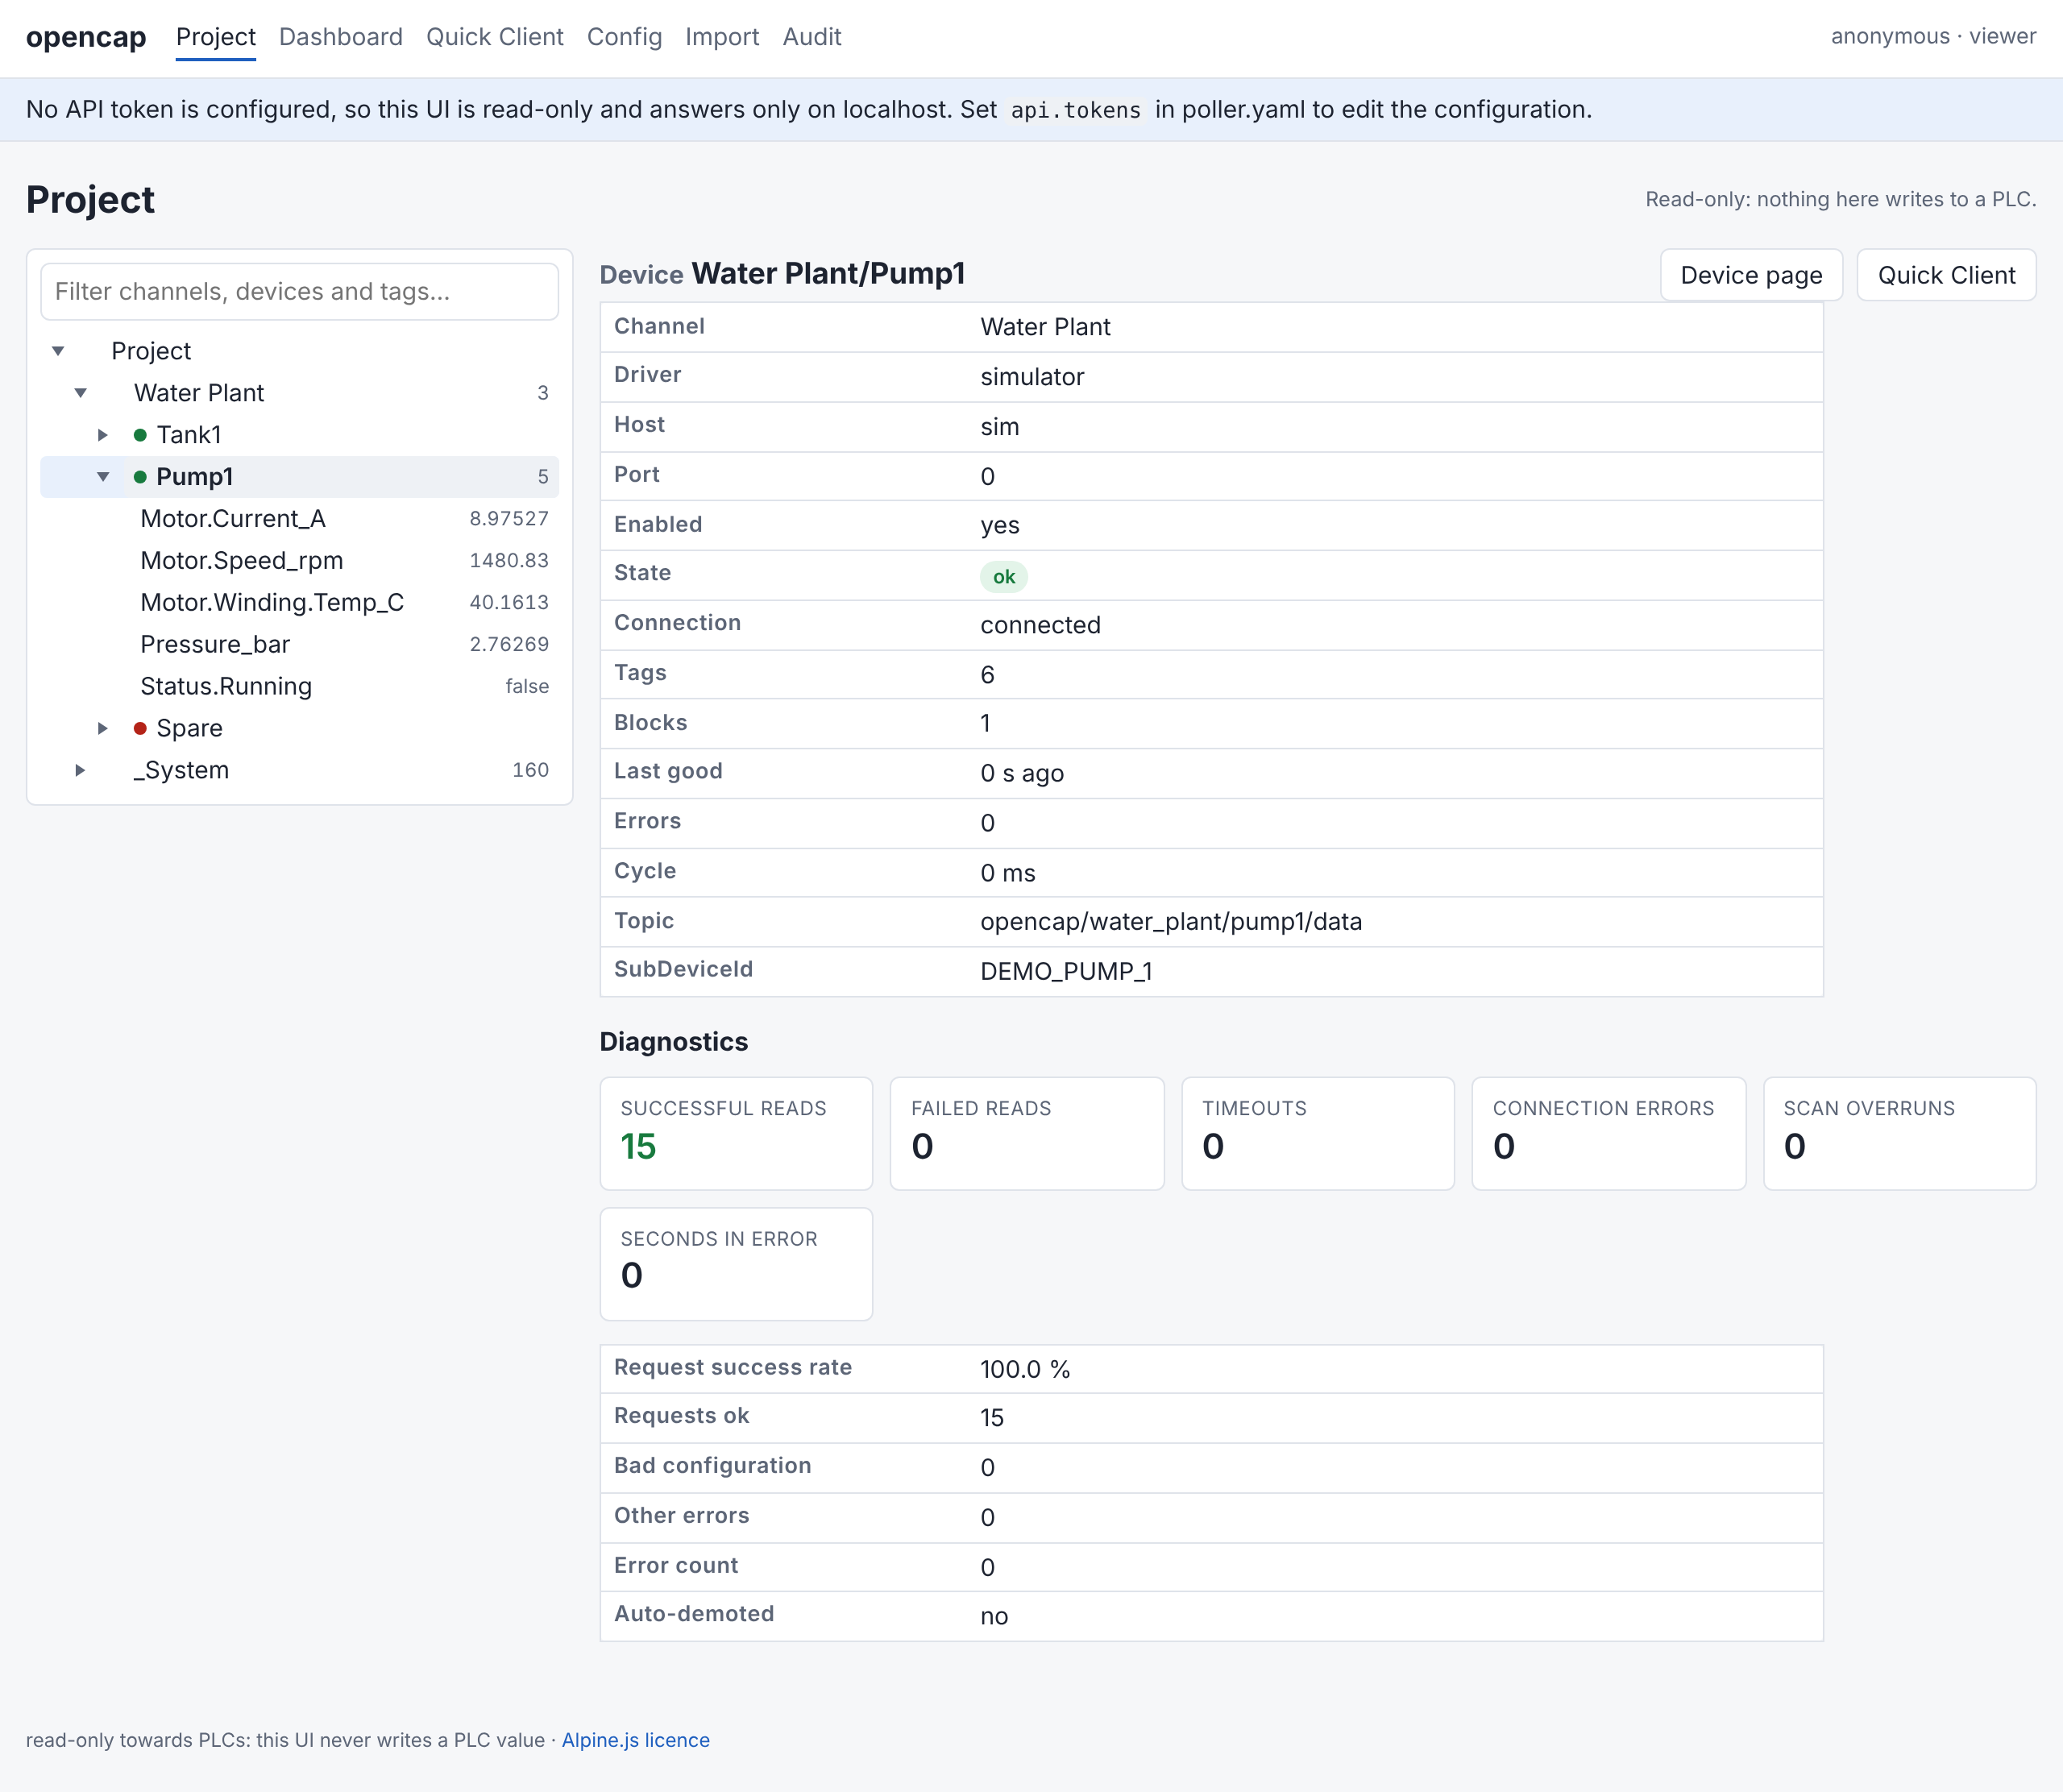 opencap Project Dashboard Quick Client Config Import Audit anonymous · viewer
No API token is configured, so this UI is read-only and answers only on localhost. Set api.tokens in poller.yaml to edit the configuration.
Project
Read-only: nothing here writes to a PLC.
Filter channels, devices and tags...
Project
Water Plant 3
Tank1
Pump1 5
Motor.Current_A 8.97527
Motor.Speed_rpm 1480.83
Motor.Winding.Temp_C 40.1613
Pressure_bar 2.76269
Status.Running false
Spare
_System 160
Device Water Plant/Pump1
Device page
Quick Client
Channel Water Plant
Driver simulator
Host sim
Port 0
Enabled yes
State ok
Connection connected
Tags 6
Blocks 1
Last good 0 s ago
Errors 0
Cycle 0 ms
Topic opencap/water_plant/pump1/data
SubDeviceId DEMO_PUMP_1
Diagnostics
SUCCESSFUL READS
15
FAILED READS
0
TIMEOUTS
0
CONNECTION ERRORS
0
SCAN OVERRUNS
0
SECONDS IN ERROR
0
Request success rate 100.0 %
Requests ok 15
Bad configuration 0
Other errors 0
Error count 0
Auto-demoted no
read-only towards PLCs: this UI never writes a PLC value · Alpine.js licence